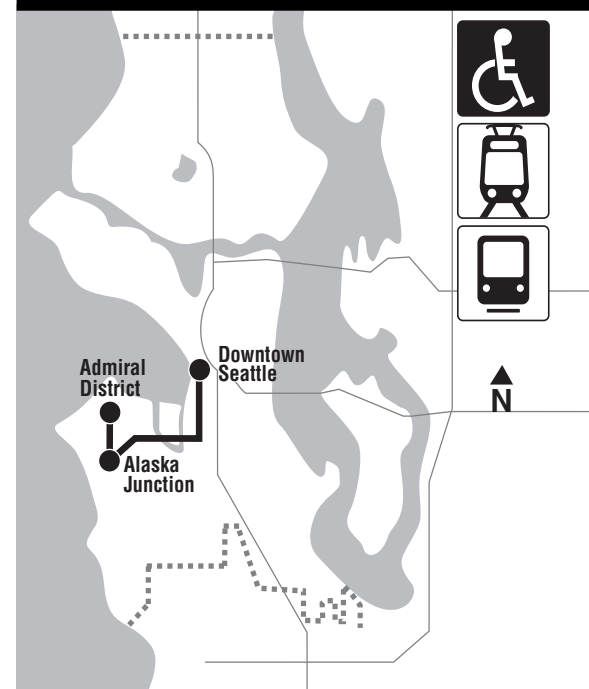 Downtown
Seattle
Admiral
District
Alaska
Junction
N